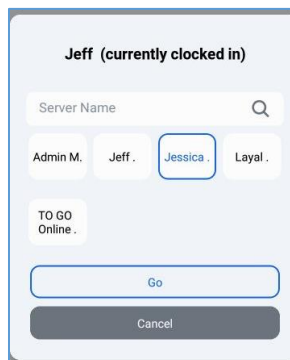 Jeff (currently clocked in)
Server Name
Admin M. Jeff . Jessica . Layal .
TO GO
Online .
Go
Cancel